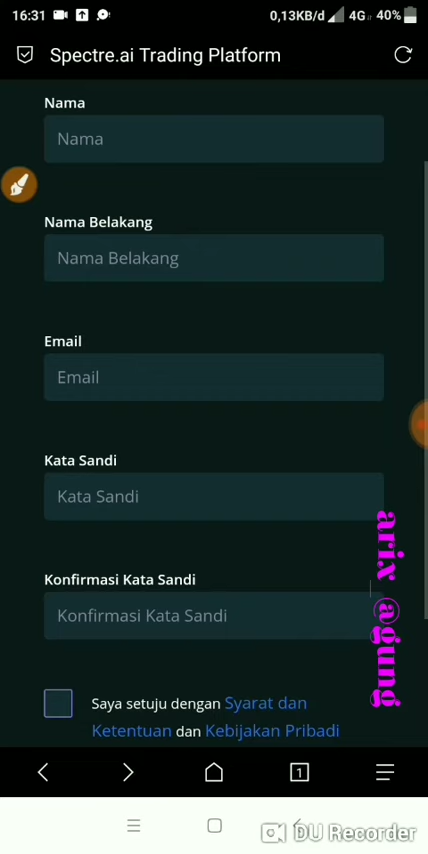 16:31 0,13KB/d 4G 40%
Spectre.ai Trading Platform
Nama
Nama
Nama Belakang
Nama Belakang
Email
Email
Kata Sandi
Kata Sandi
Konfirmasi Kata Sandi
Konfirmasi Kata Sandi
arix @gung
Saya setuju dengan Syarat dan
Ketentuan dan Kebijakan Pribadi
1
DU Recorder